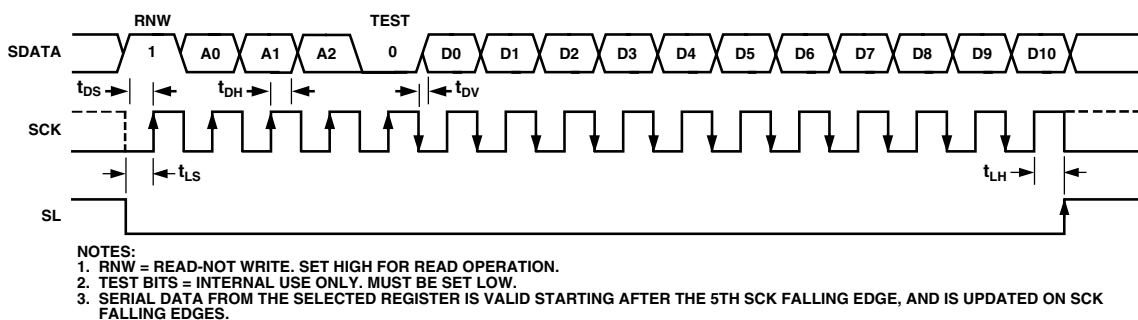 RNW TEST
SDATA 1 A0 A1 A2 0 D0 D1 D2 D3 D4 D5 D6 D7 D8 D9 D10
tDS tDH tDV
SCK
tLS tLH
SL
NOTES:
1. RNW = READ-NOT WRITE. SET HIGH FOR READ OPERATION.
2. TEST BITS = INTERNAL USE ONLY. MUST BE SET LOW.
3. SERIAL DATA FROM THE SELECTED REGISTER IS VALID STARTING AFTER THE 5TH SCK FALLING EDGE, AND IS UPDATED ON SCK
FALLING EDGES.